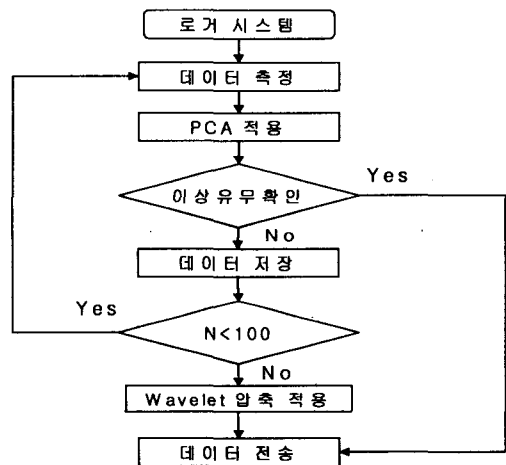 로거 시스템
데이터 측정
PCA 적용
이상유무확인
Yes
No
데이터 저장
Yes
N<100
No
Wavelet 압축 적용
데이터 전송